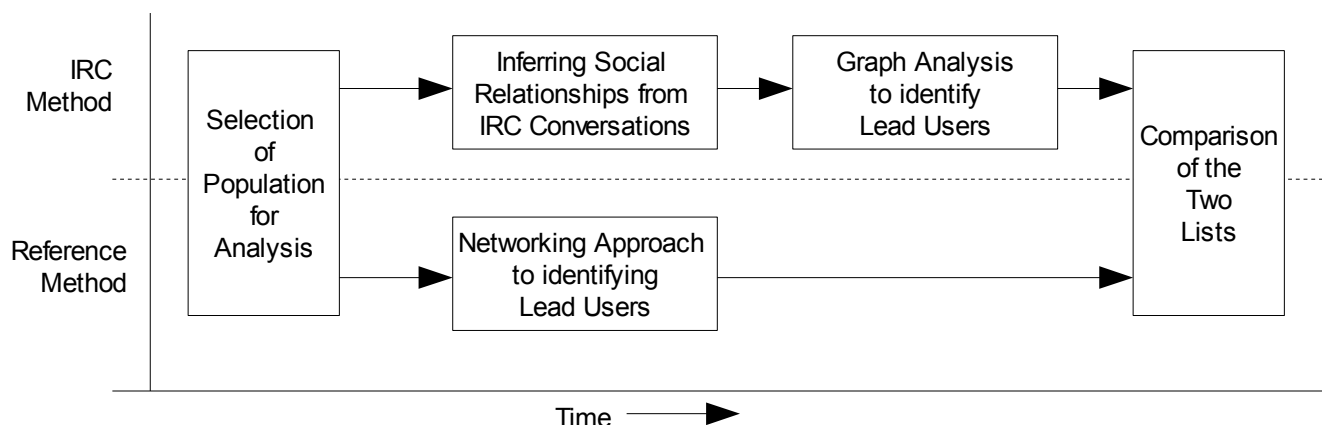 IRC
Method
Selection
of
Population
for
Analysis
Inferring Social
Relationships from
IRC Conversations
Graph Analysis
to identify
Lead Users
Comparison
of the
Two
Lists
Reference
Method
Networking Approach
to identifying
Lead Users
Time